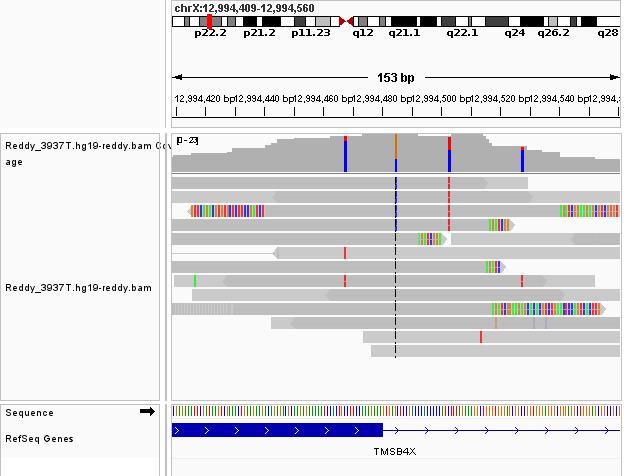 chrX:12,994,409-12,994,560
p22.2 p21.2 p11.23 q12 q21.1 q22.1 q24 q26.2 q28
153 bp
12,994,420 bp 12,994,440 bp 12,994,460 bp 12,994,480 bp 12,994,500 bp 12,994,520 bp 12,994,540 bp
Reddy_3937T.hg19-reddy.bam Cov
age
[0-23]
Reddy_3937T.hg19-reddy.bam
Sequence
RefSeq Genes
TMSB4X